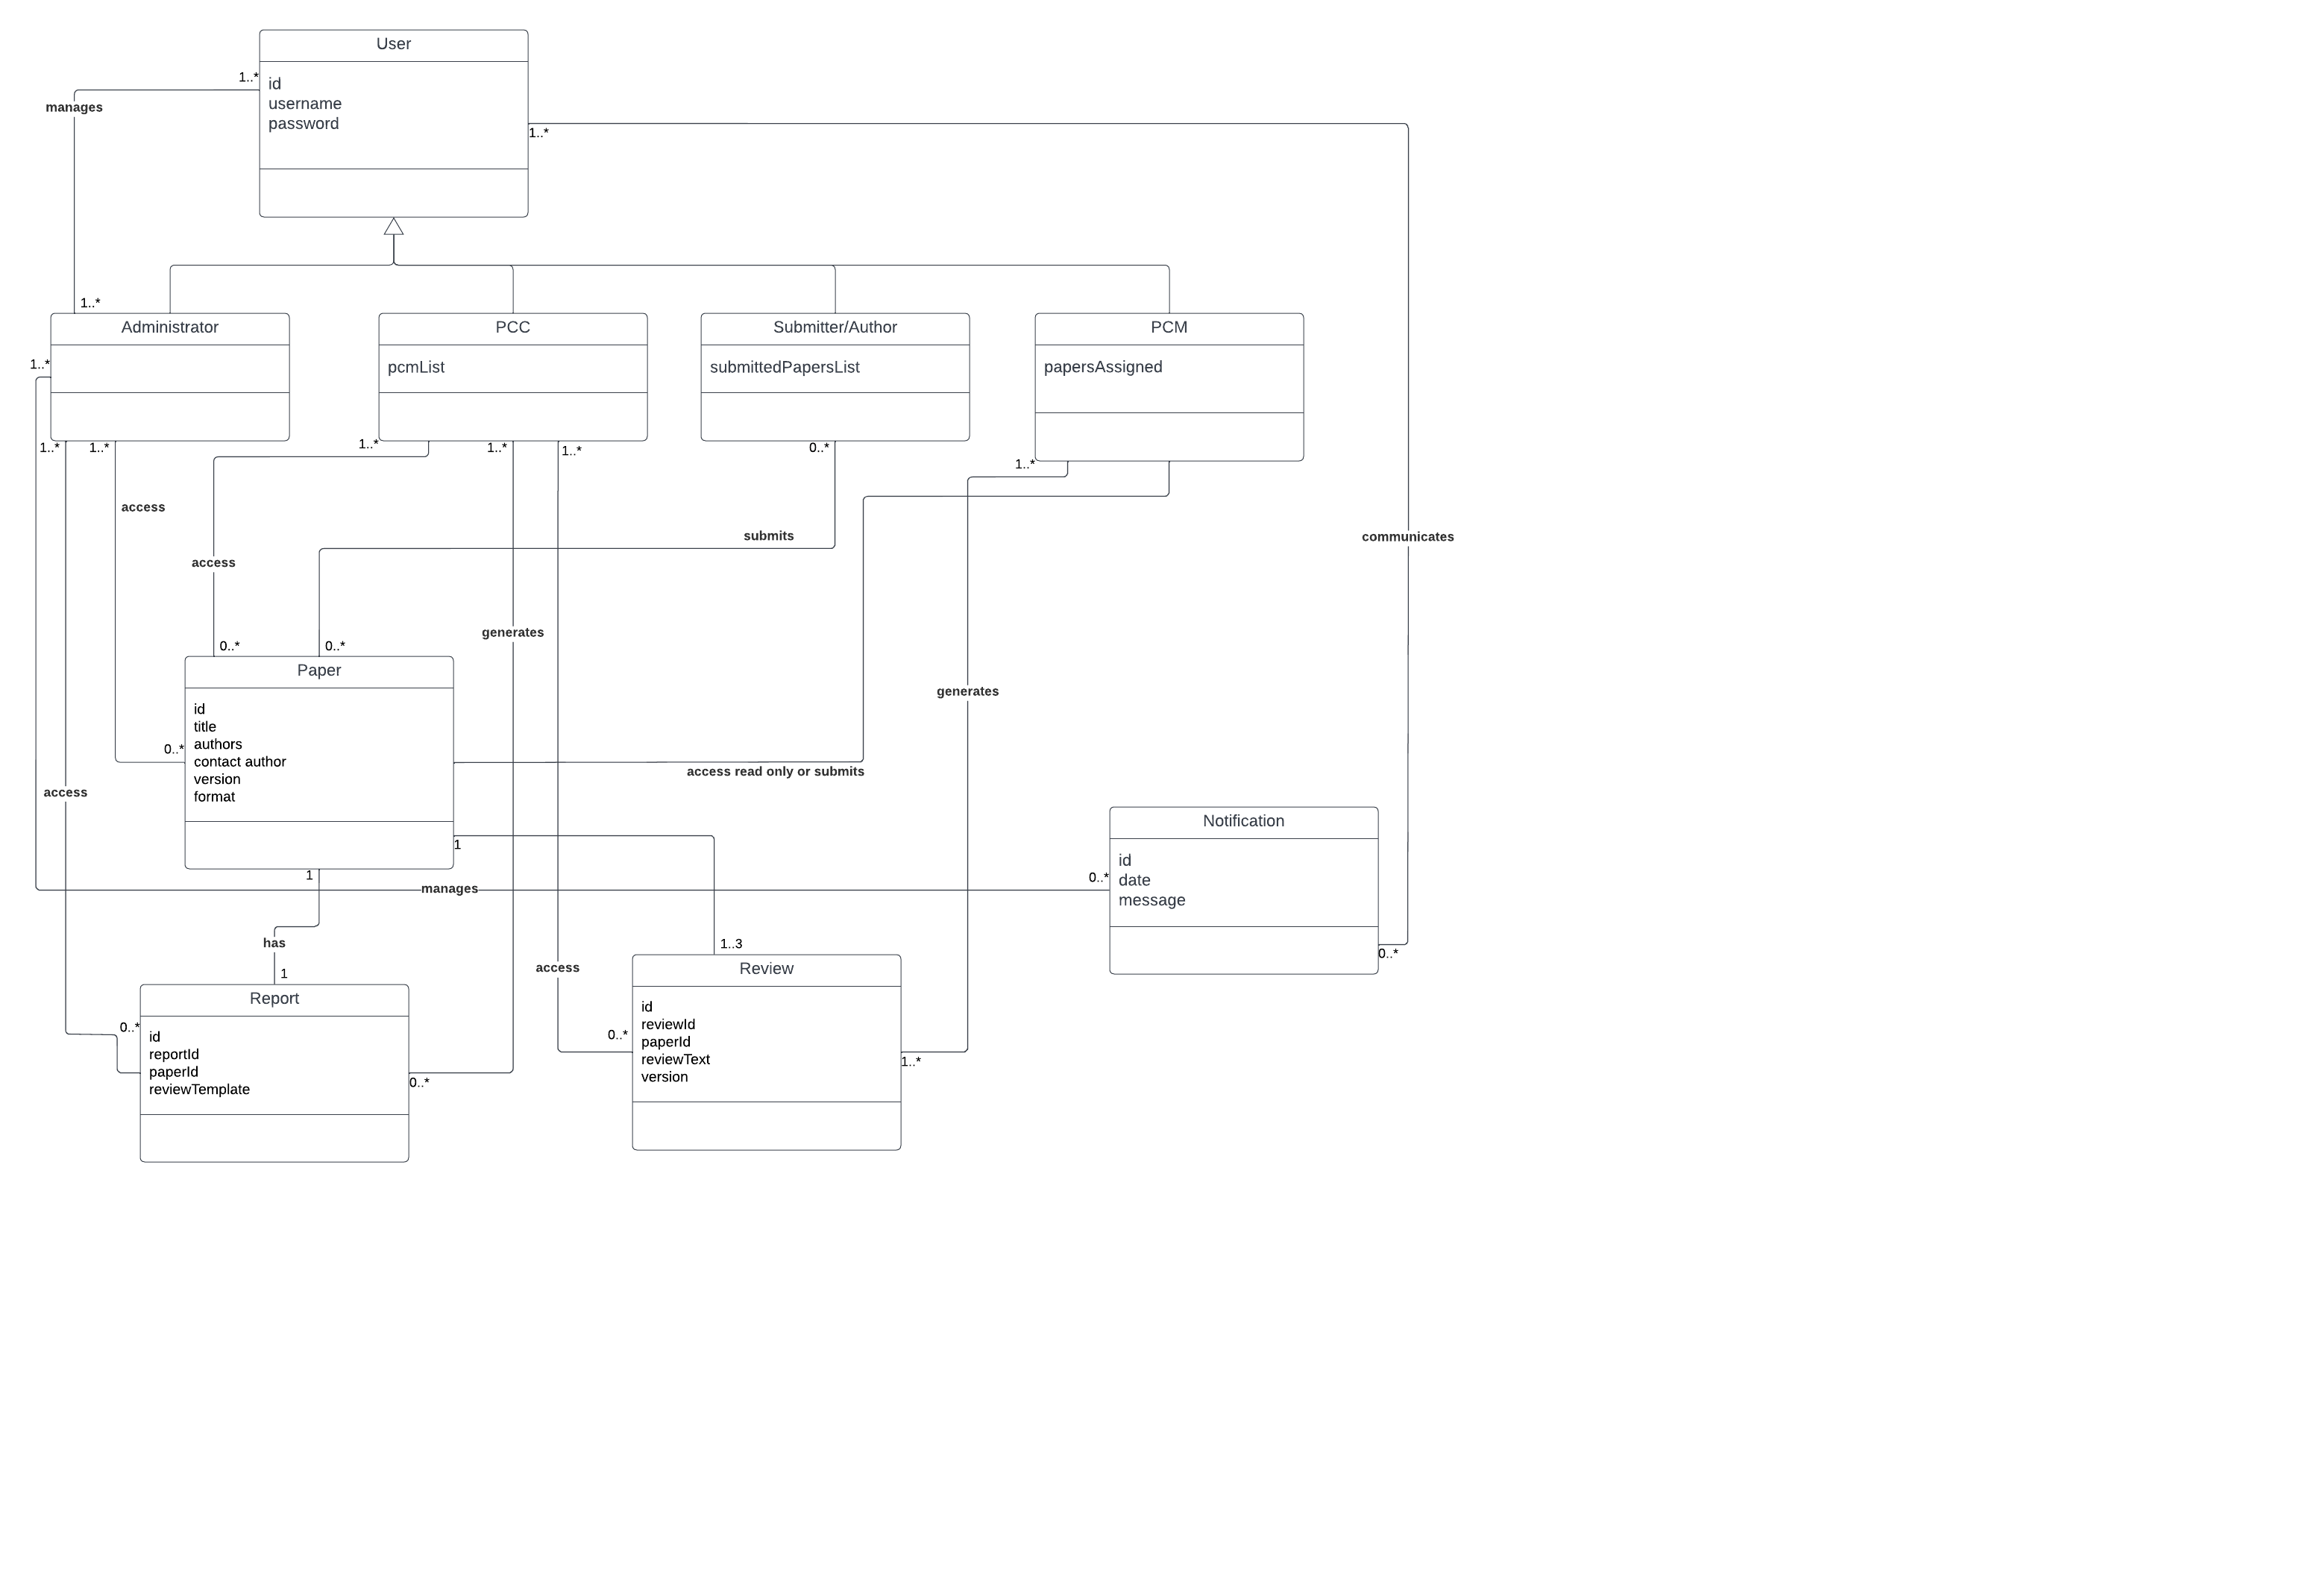 User
1..*
id
manages
username
password
1..*
1..*
Administrator
PCC
Submitter/Author
PCM
1..*
pcmList
submittedPapersList
papersAssigned
1..*
1..*
1..*
1..*
1..*
0..*
1..*
access
submits
communicates
access
generates
0..*
0..*
Paper
generates
id
title
authors
0..*
contact author
version
format
access read only or submits
access
Notification
1
id
date
message
1
0..*
manages
has
1..3
0..*
1
access
Review
Report
id
reviewId
paperId
reviewText
version
0..*
0..*
1..*
id
reportId
paperId
reviewTemplate
0..*